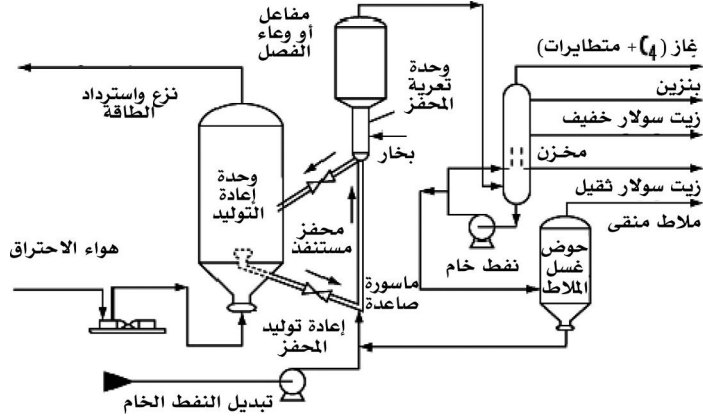 مفاعل
أو وعاء
الفصل
غاز (C4 + متطايرات)
بنزين
زيت سولار خفيف
مخزن
زيت سولار ثقيل
ملاط منقى
نزع واسترداد
الطاقة
وحدة
تعرية
المحفز
بخار
وحدة
إعادة
التوليد
محفز
مستنفذ
هواء الاحتراق
نفط خام
حوض
غسل
الملاط
ماسورة
صاعدة
إعادة توليد
المحفز
تبديل النفط الخام